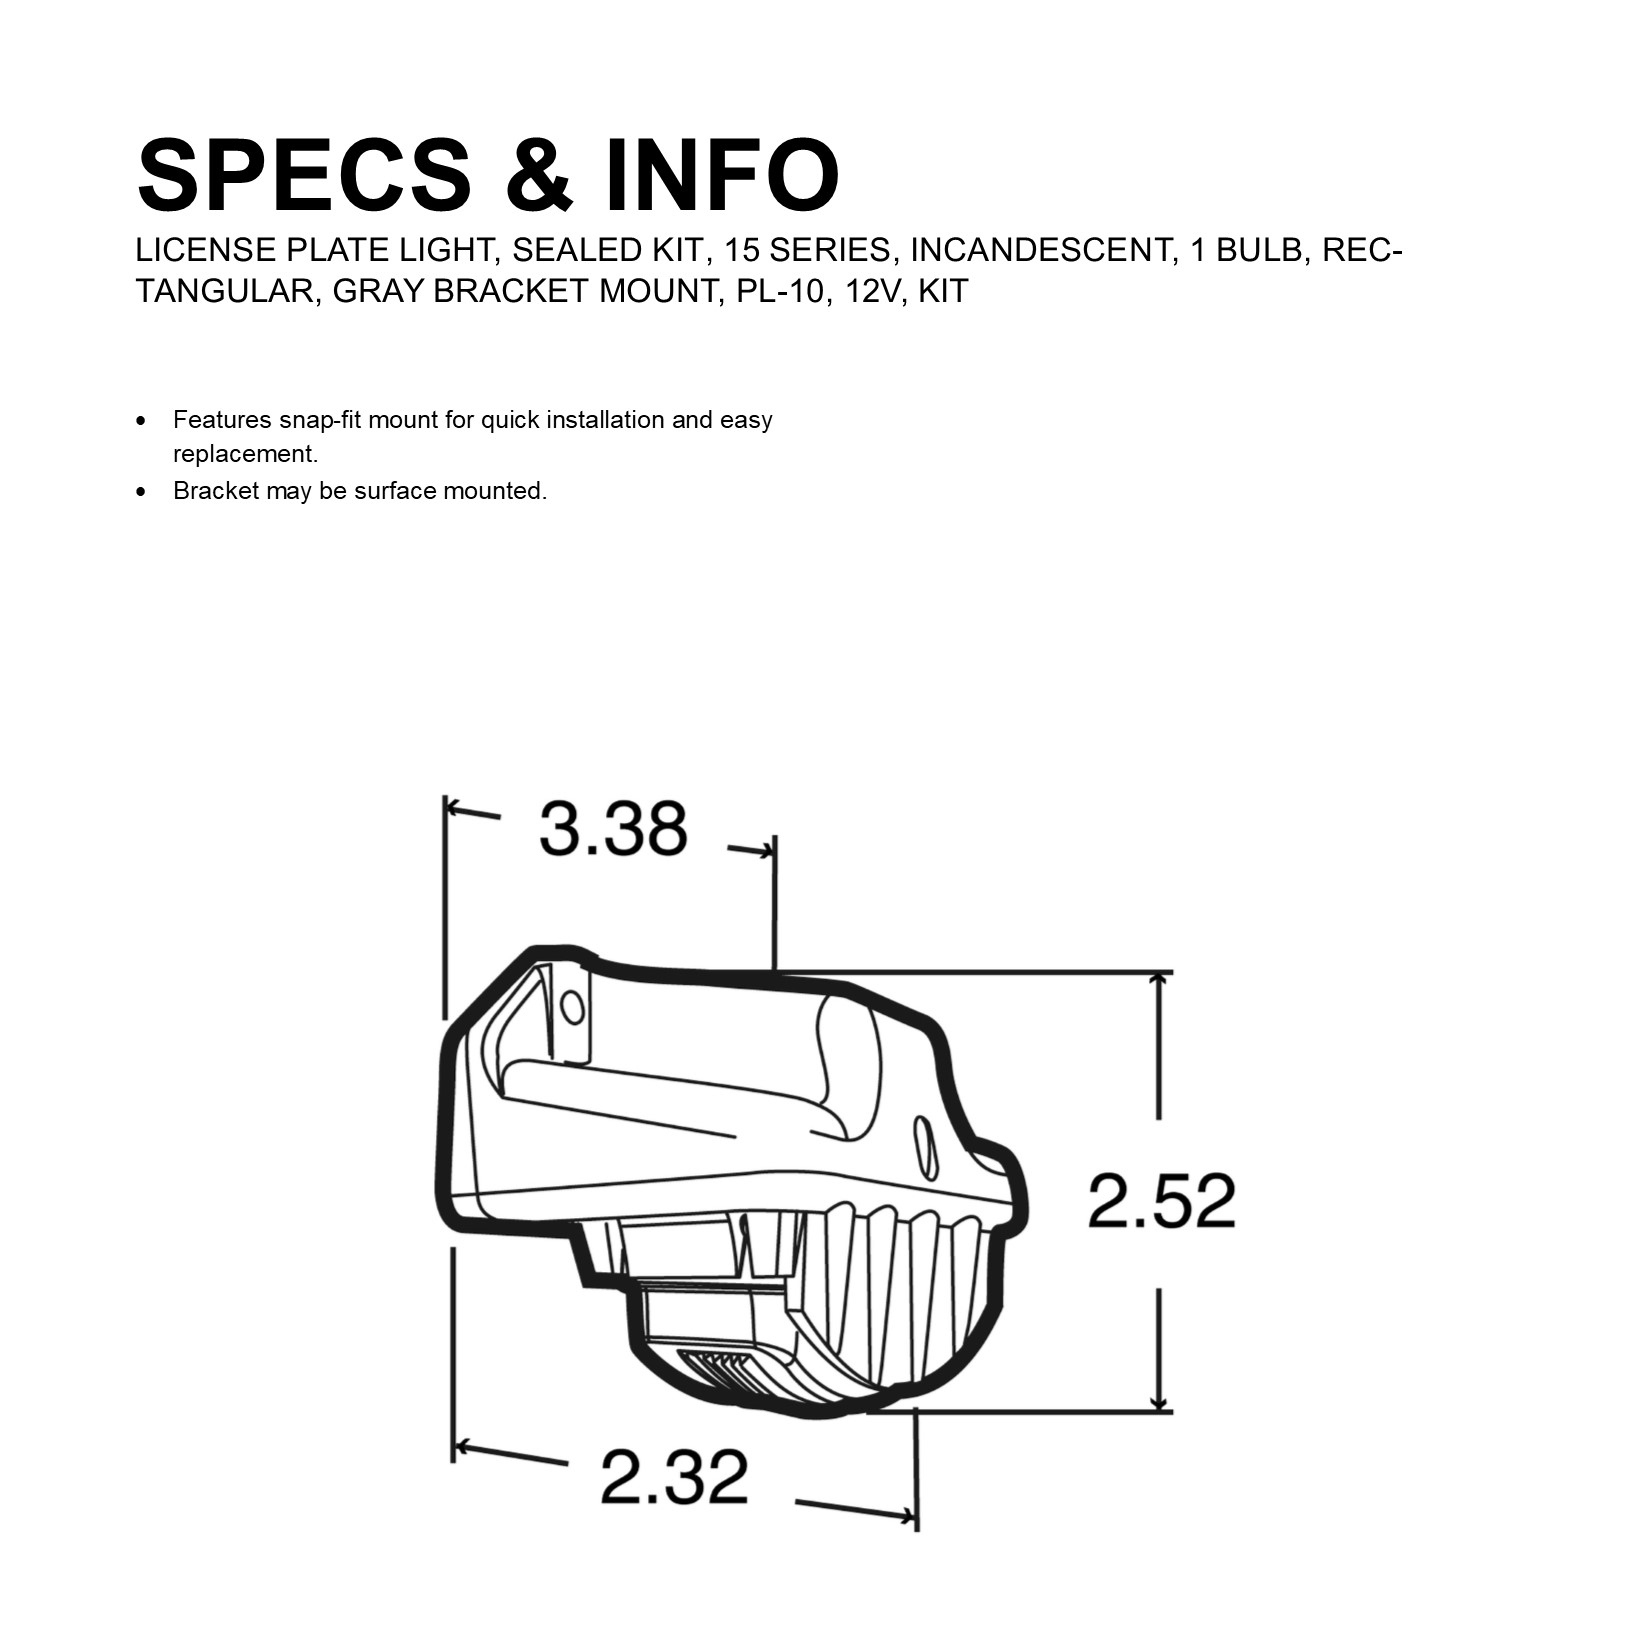 SPECS & INFO
LICENSE PLATE LIGHT, SEALED KIT, 15 SERIES, INCANDESCENT, 1 BULB, REC-
TANGULAR, GRAY BRACKET MOUNT, PL-10, 12V, KIT
• Features snap-fit mount for quick installation and easy
replacement.
• Bracket may be surface mounted.
3.38
2.52
2.32